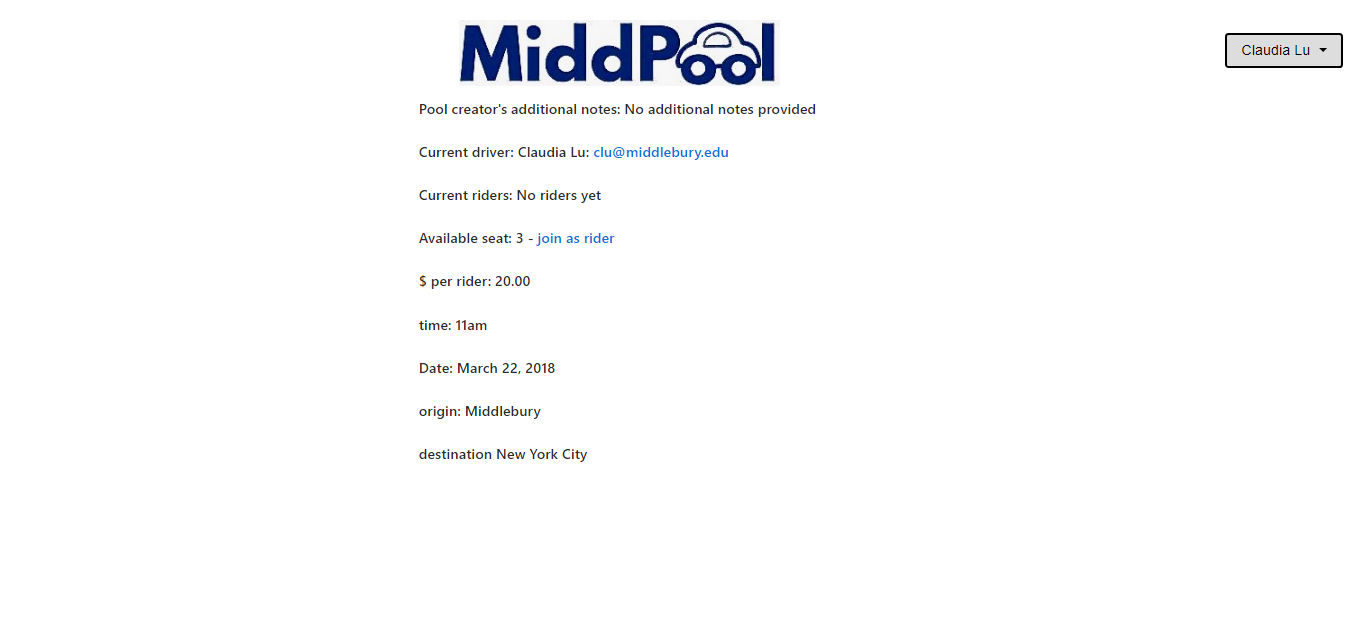 MiddPool
Claudia Lu
Pool creator's additional notes: No additional notes provided
Current driver: Claudia Lu: clu@middlebury.edu
Current riders: No riders yet
Available seat: 3 - join as rider
$ per rider: 20.00
time: 11am
Date: March 22, 2018
origin: Middlebury
destination New York City